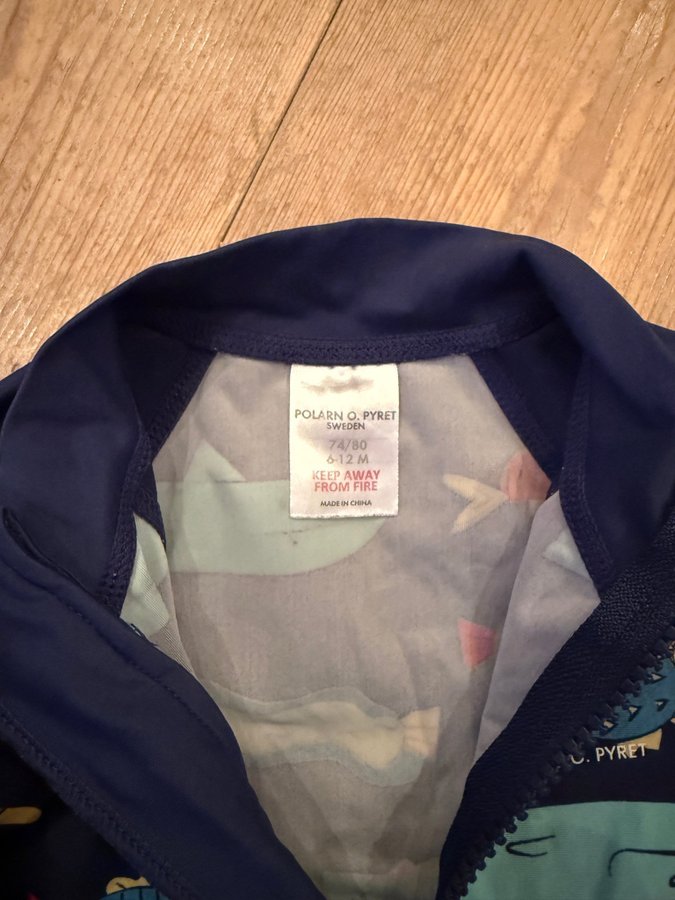 POLARN O. PYRET
SWEDEN
74/80
6-12 M
KEEP AWAY
FROM FIRE
MADE IN CHINA
O. PYRET